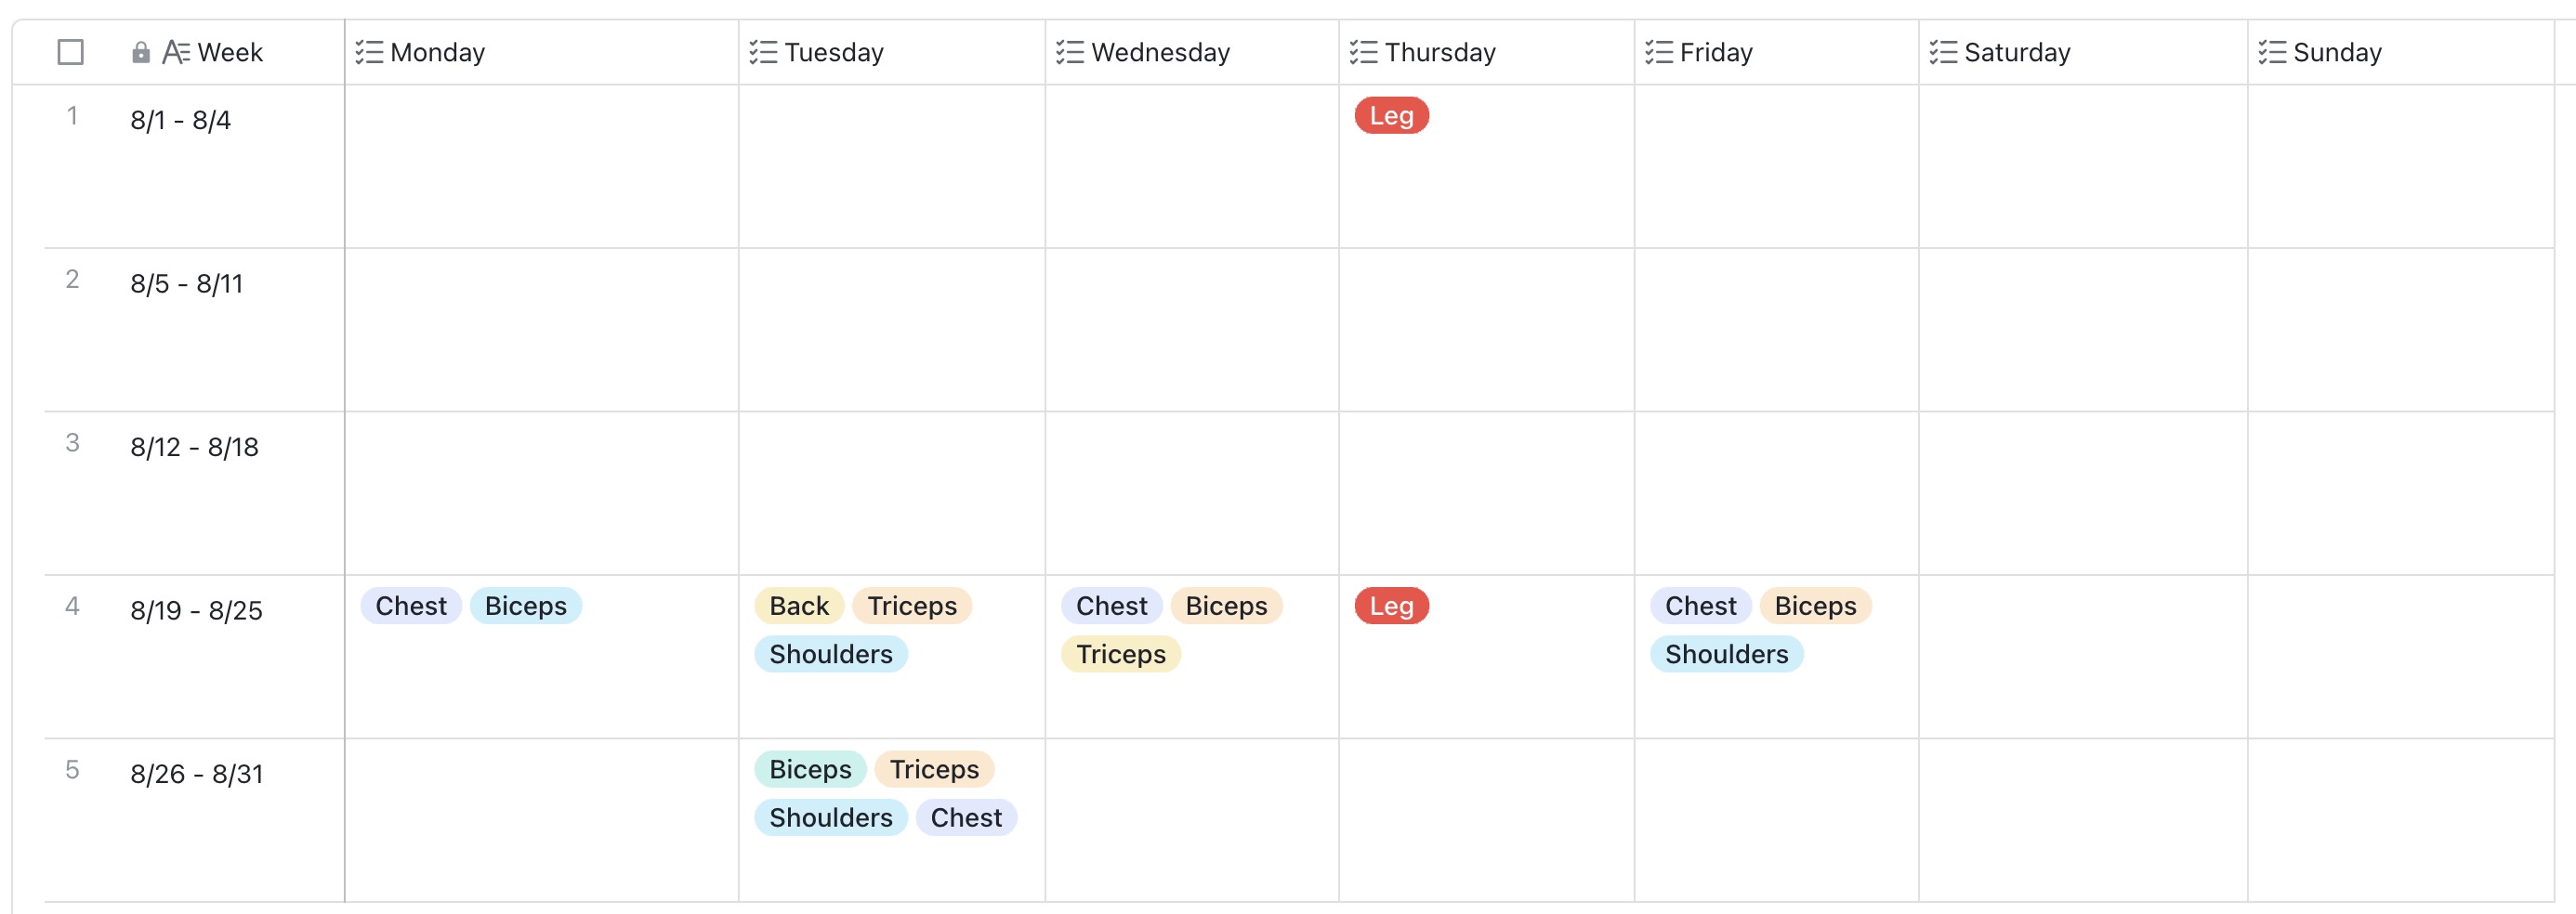 Week Monday Tuesday Wednesday Thursday Friday Saturday Sunday
1 8/1 - 8/4 Leg
2 8/5 - 8/11
3 8/12 - 8/18
4 8/19 - 8/25 Chest Biceps Back Triceps Chest Biceps Leg Chest Biceps
Shoulders Triceps Shoulders
5 8/26 - 8/31 Biceps Triceps
Shoulders Chest